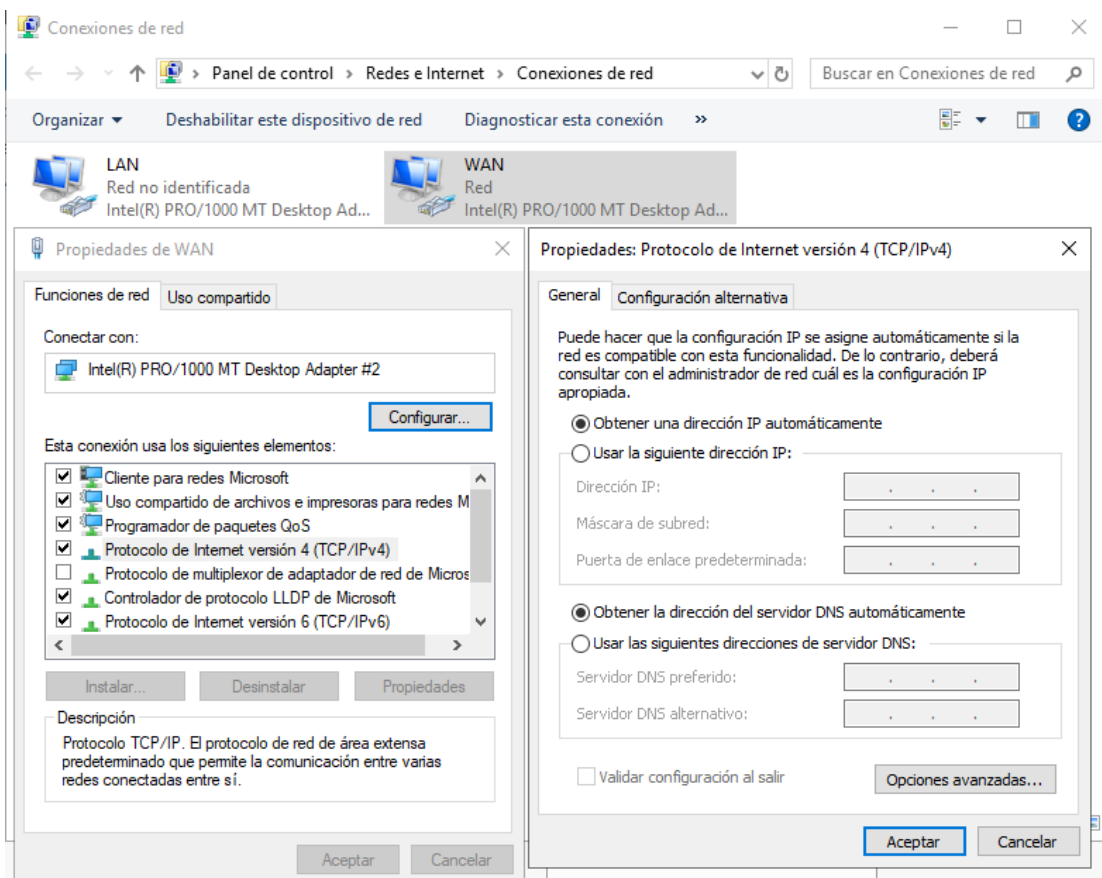 Conexiones de red
Panel de control › Redes e Internet › Conexiones de red
Buscar en Conexiones de red
Organizar
Deshabilitar este dispositivo de red
Diagnosticar esta conexión
»
LAN
Red no identificada
Intel(R) PRO/1000 MT Desktop Ad...
WAN
Red
Intel(R) PRO/1000 MT Desktop Ad...
Propiedades de WAN
Funciones de red
Uso compartido
Conectar con:
Intel(R) PRO/1000 MT Desktop Adapter #2
Configurar...
Esta conexión usa los siguientes elementos:
Cliente para redes Microsoft
Uso compartido de archivos e impresoras para redes M
Programador de paquetes QoS
Protocolo de Internet versión 4 (TCP/IPv4)
Protocolo de multiplexor de adaptador de red de Micros
Controlador de protocolo LLDP de Microsoft
Protocolo de Internet versión 6 (TCP/IPv6)
Instalar...
Desinstalar
Propiedades
Descripción
Protocolo TCP/IP. El protocolo de red de área extensa
predeterminado que permite la comunicación entre varias
redes conectadas entre sí.
Aceptar
Cancelar
Propiedades: Protocolo de Internet versión 4 (TCP/IPv4)
General
Configuración alternativa
Puede hacer que la configuración IP se asigne automáticamente si la
red es compatible con esta funcionalidad. De lo contrario, deberá
consultar con el administrador de red cuál es la configuración IP
apropiada.
Obtener una dirección IP automáticamente
Usar la siguiente dirección IP:
Dirección IP:
Máscara de subred:
Puerta de enlace predeterminada:
Obtener la dirección del servidor DNS automáticamente
Usar las siguientes direcciones de servidor DNS:
Servidor DNS preferido:
Servidor DNS alternativo:
Validar configuración al salir
Opciones avanzadas...
Aceptar
Cancelar